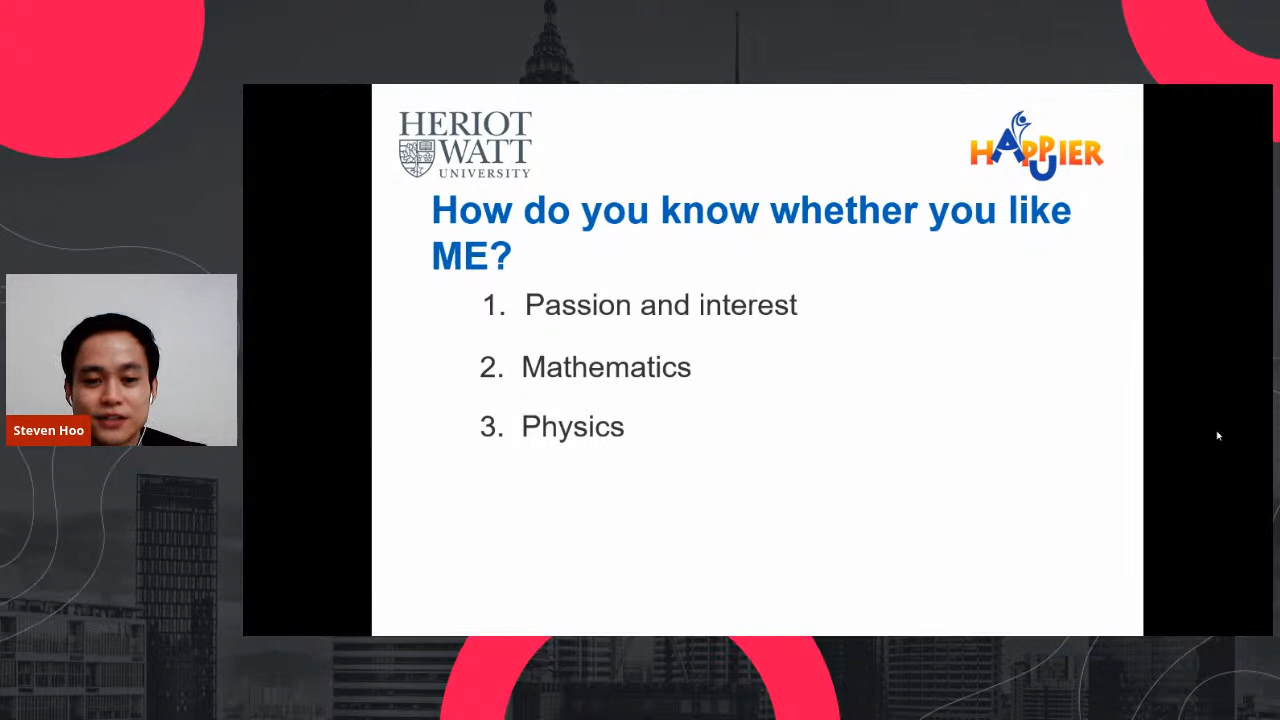 HERIOT
WATT
UNIVERSITY
HAPPIER
U
How do you know whether you like
ME?
1. Passion and interest
2. Mathematics
3. Physics
Steven Hoo